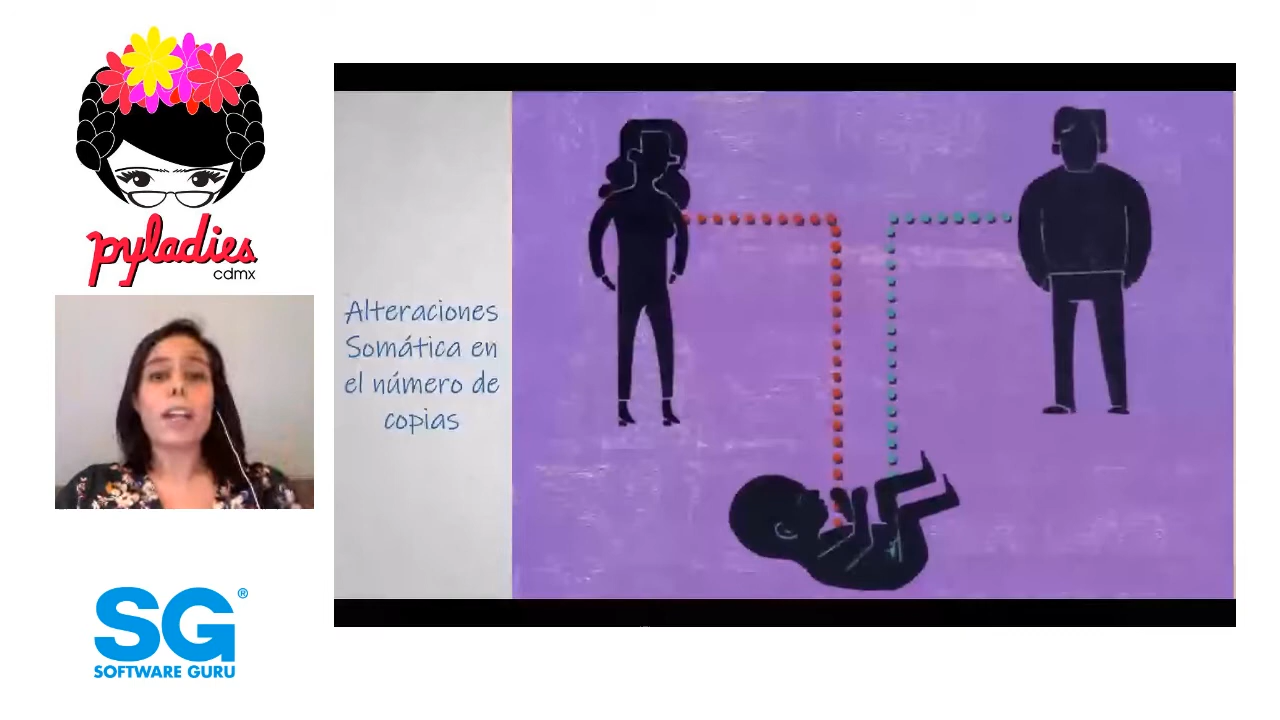 pyladies
cdmx
Alteraciones
Somática en
el número de
copias
SG®
SOFTWARE GURU